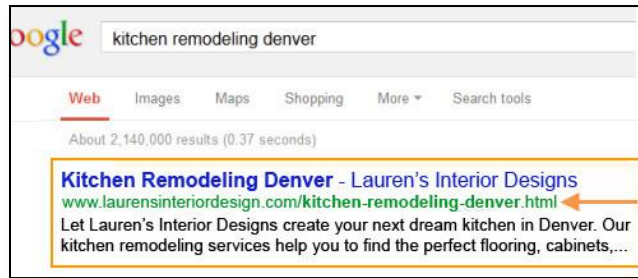 oogle kitchen remodeling denver
Web Images Maps Shopping More Search tools
About 2,140,000 results (0.37 seconds)
Kitchen Remodeling Denver - Lauren's Interior Designs
www.laurensinteriordesign.com/kitchen-remodeling-denver.html
Let Lauren's Interior Designs create your next dream kitchen in Denver. Our
kitchen remodeling services help you to find the perfect flooring, cabinets,...